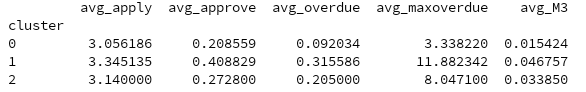 avg_apply avg_approve avg_overdue avg_maxoverdue avg_M3
cluster
0 3.056186 0.208559 0.092034 3.338220 0.015424
1 3.345135 0.408829 0.315586 11.882342 0.046757
2 3.140000 0.272800 0.205000 8.047100 0.033850